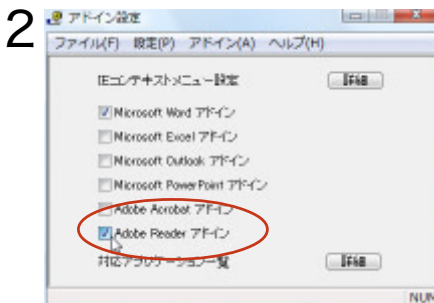 2
アドイン設定
ファイル(F) 設定(P) アドイン(A) ヘルプ(H)
IEコンテキストメニュー設定 詳細
Microsoft Word アドイン
Microsoft Excel アドイン
Microsoft Outlook アドイン
Microsoft PowerPoint アドイン
Adobe Acrobat アドイン
Adobe Reader アドイン
対応アプリケーション一覧 詳細
NUM